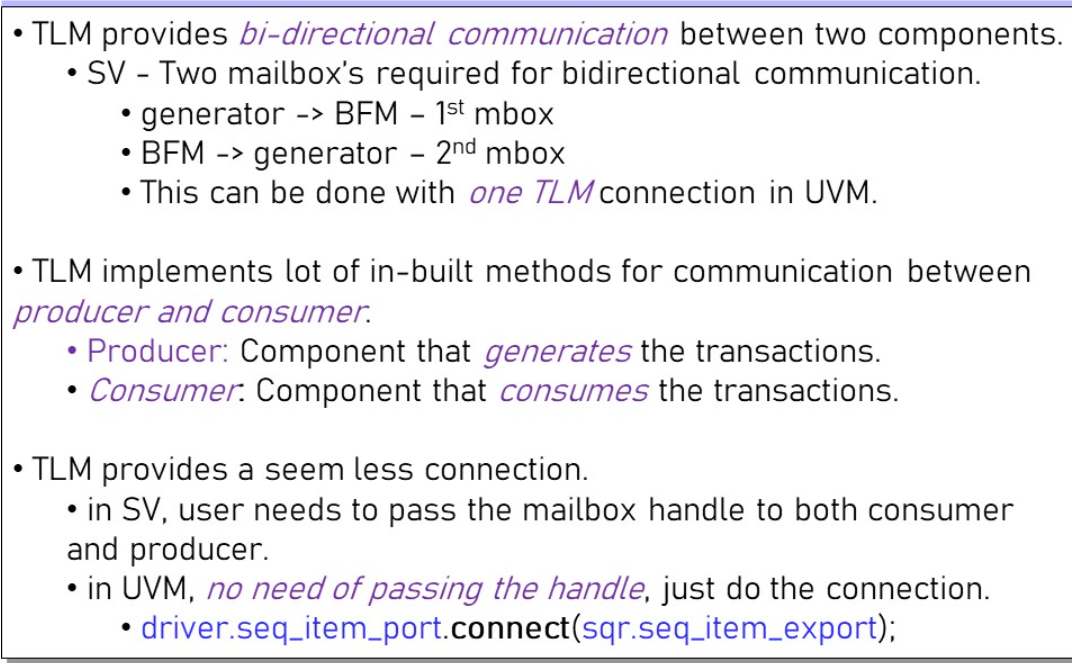 • TLM provides bi-directional communication between two components.
• SV - Two mailbox's required for bidirectional communication.
• generator -> BFM – 1st mbox
• BFM -> generator – 2nd mbox
• This can be done with one TLM connection in UVM.
• TLM implements lot of in-built methods for communication between
producer and consumer.
• Producer: Component that generates the transactions.
• Consumer: Component that consumes the transactions.
• TLM provides a seem less connection.
• in SV, user needs to pass the mailbox handle to both consumer
and producer.
• in UVM, no need of passing the handle, just do the connection.
• driver.seq_item_port.connect(sqr.seq_item_export);